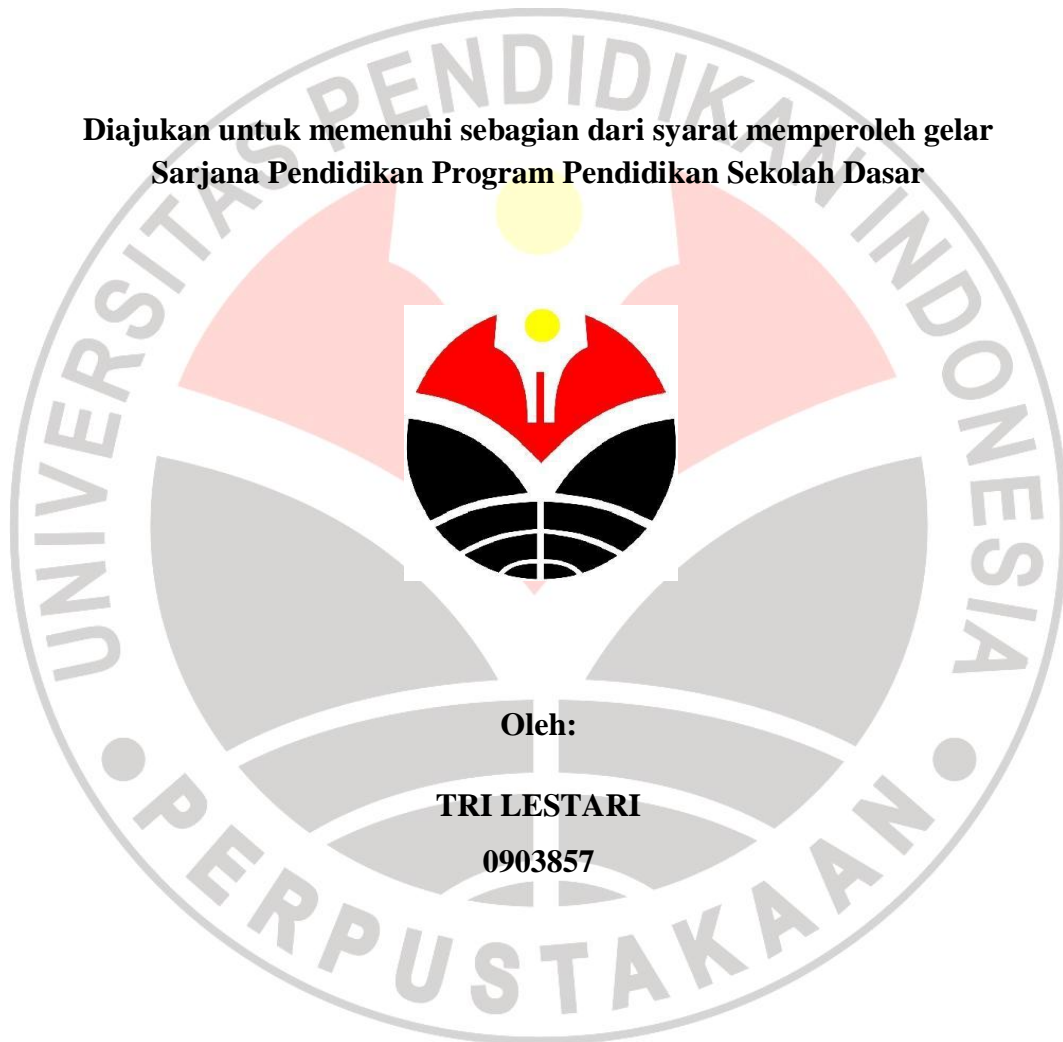 Diajukan untuk memenuhi sebagian dari syarat memperoleh gelar
Sarjana Pendidikan Program Pendidikan Sekolah Dasar
UNIVERSITAS PENDIDIKAN INDONESIA
Oleh:
TRI LESTARI
0903857
PERPUSTAKAAN